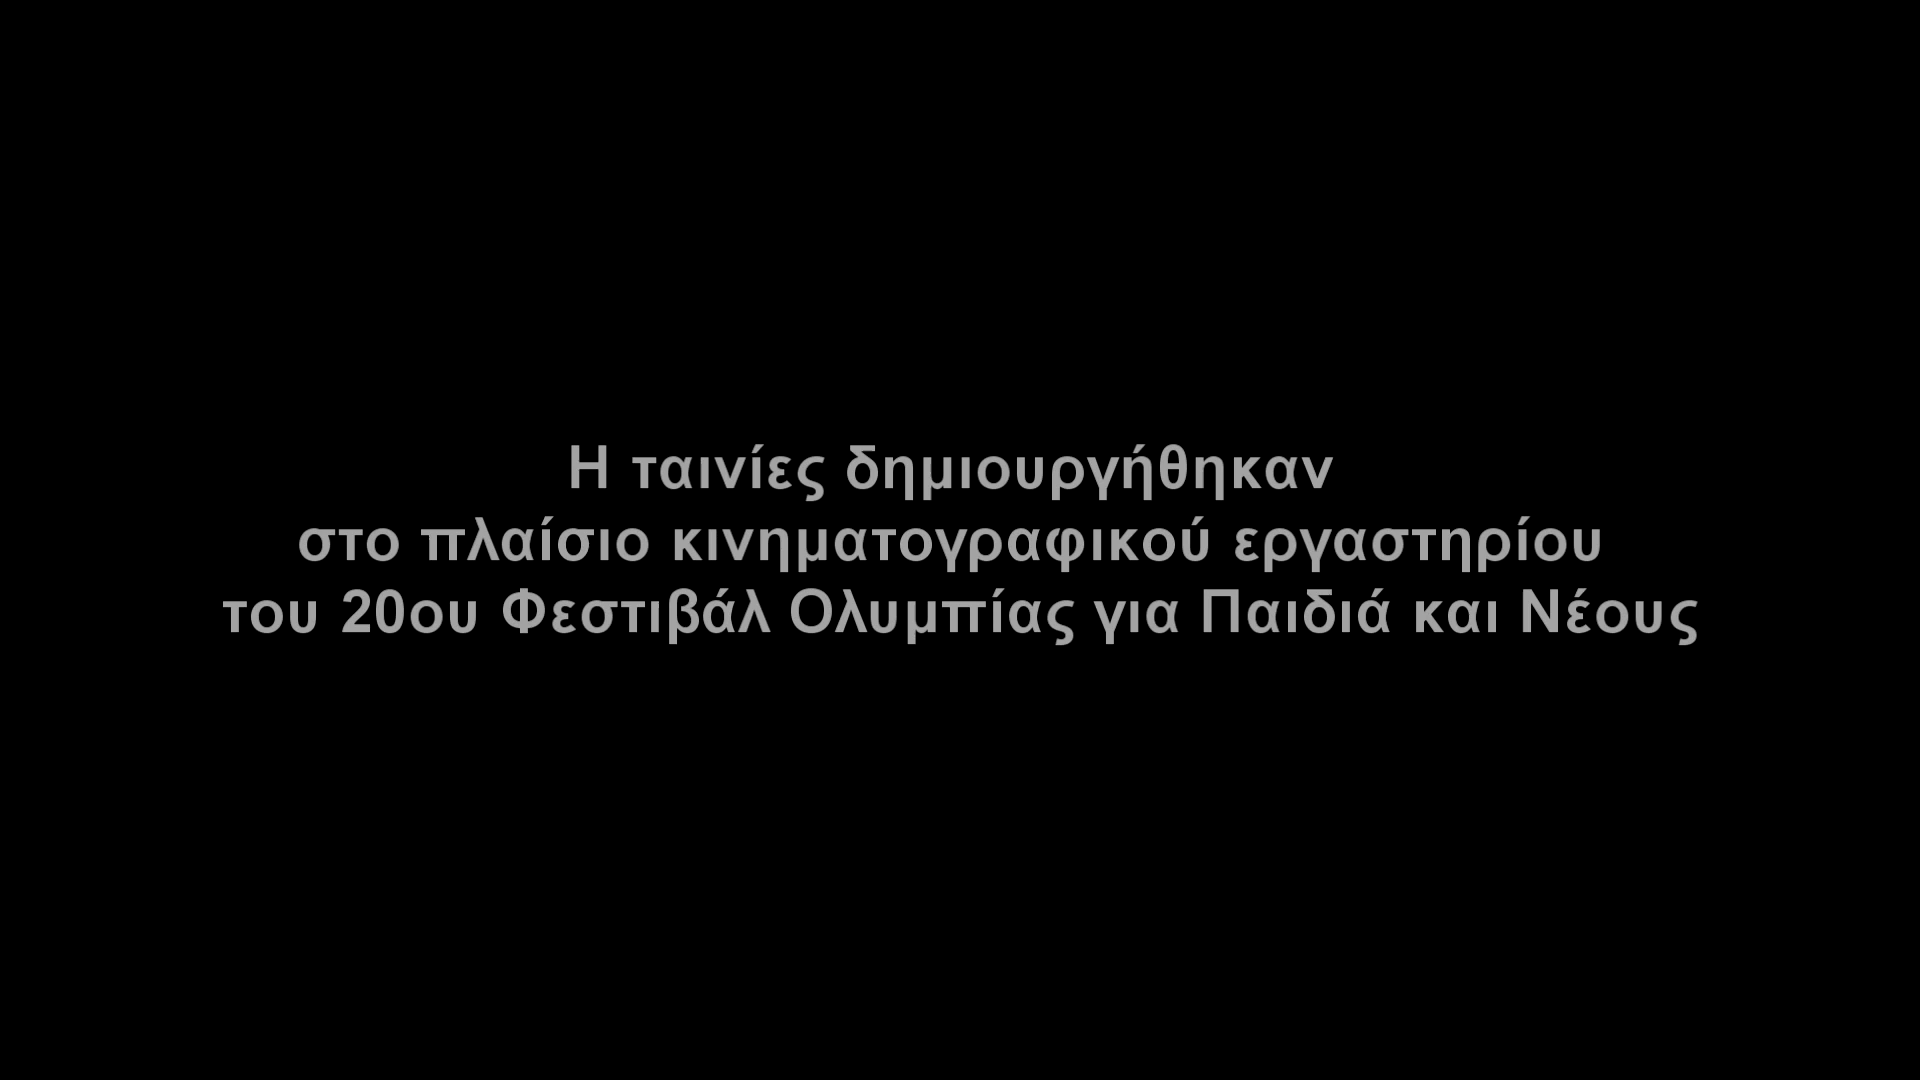 Η ταινίες δημιουργήθηκαν
στο πλαίσιο κινηματογραφικού εργαστηρίου
του 20ου Φεστιβάλ Ολυμπίας για Παιδιά και Νέους